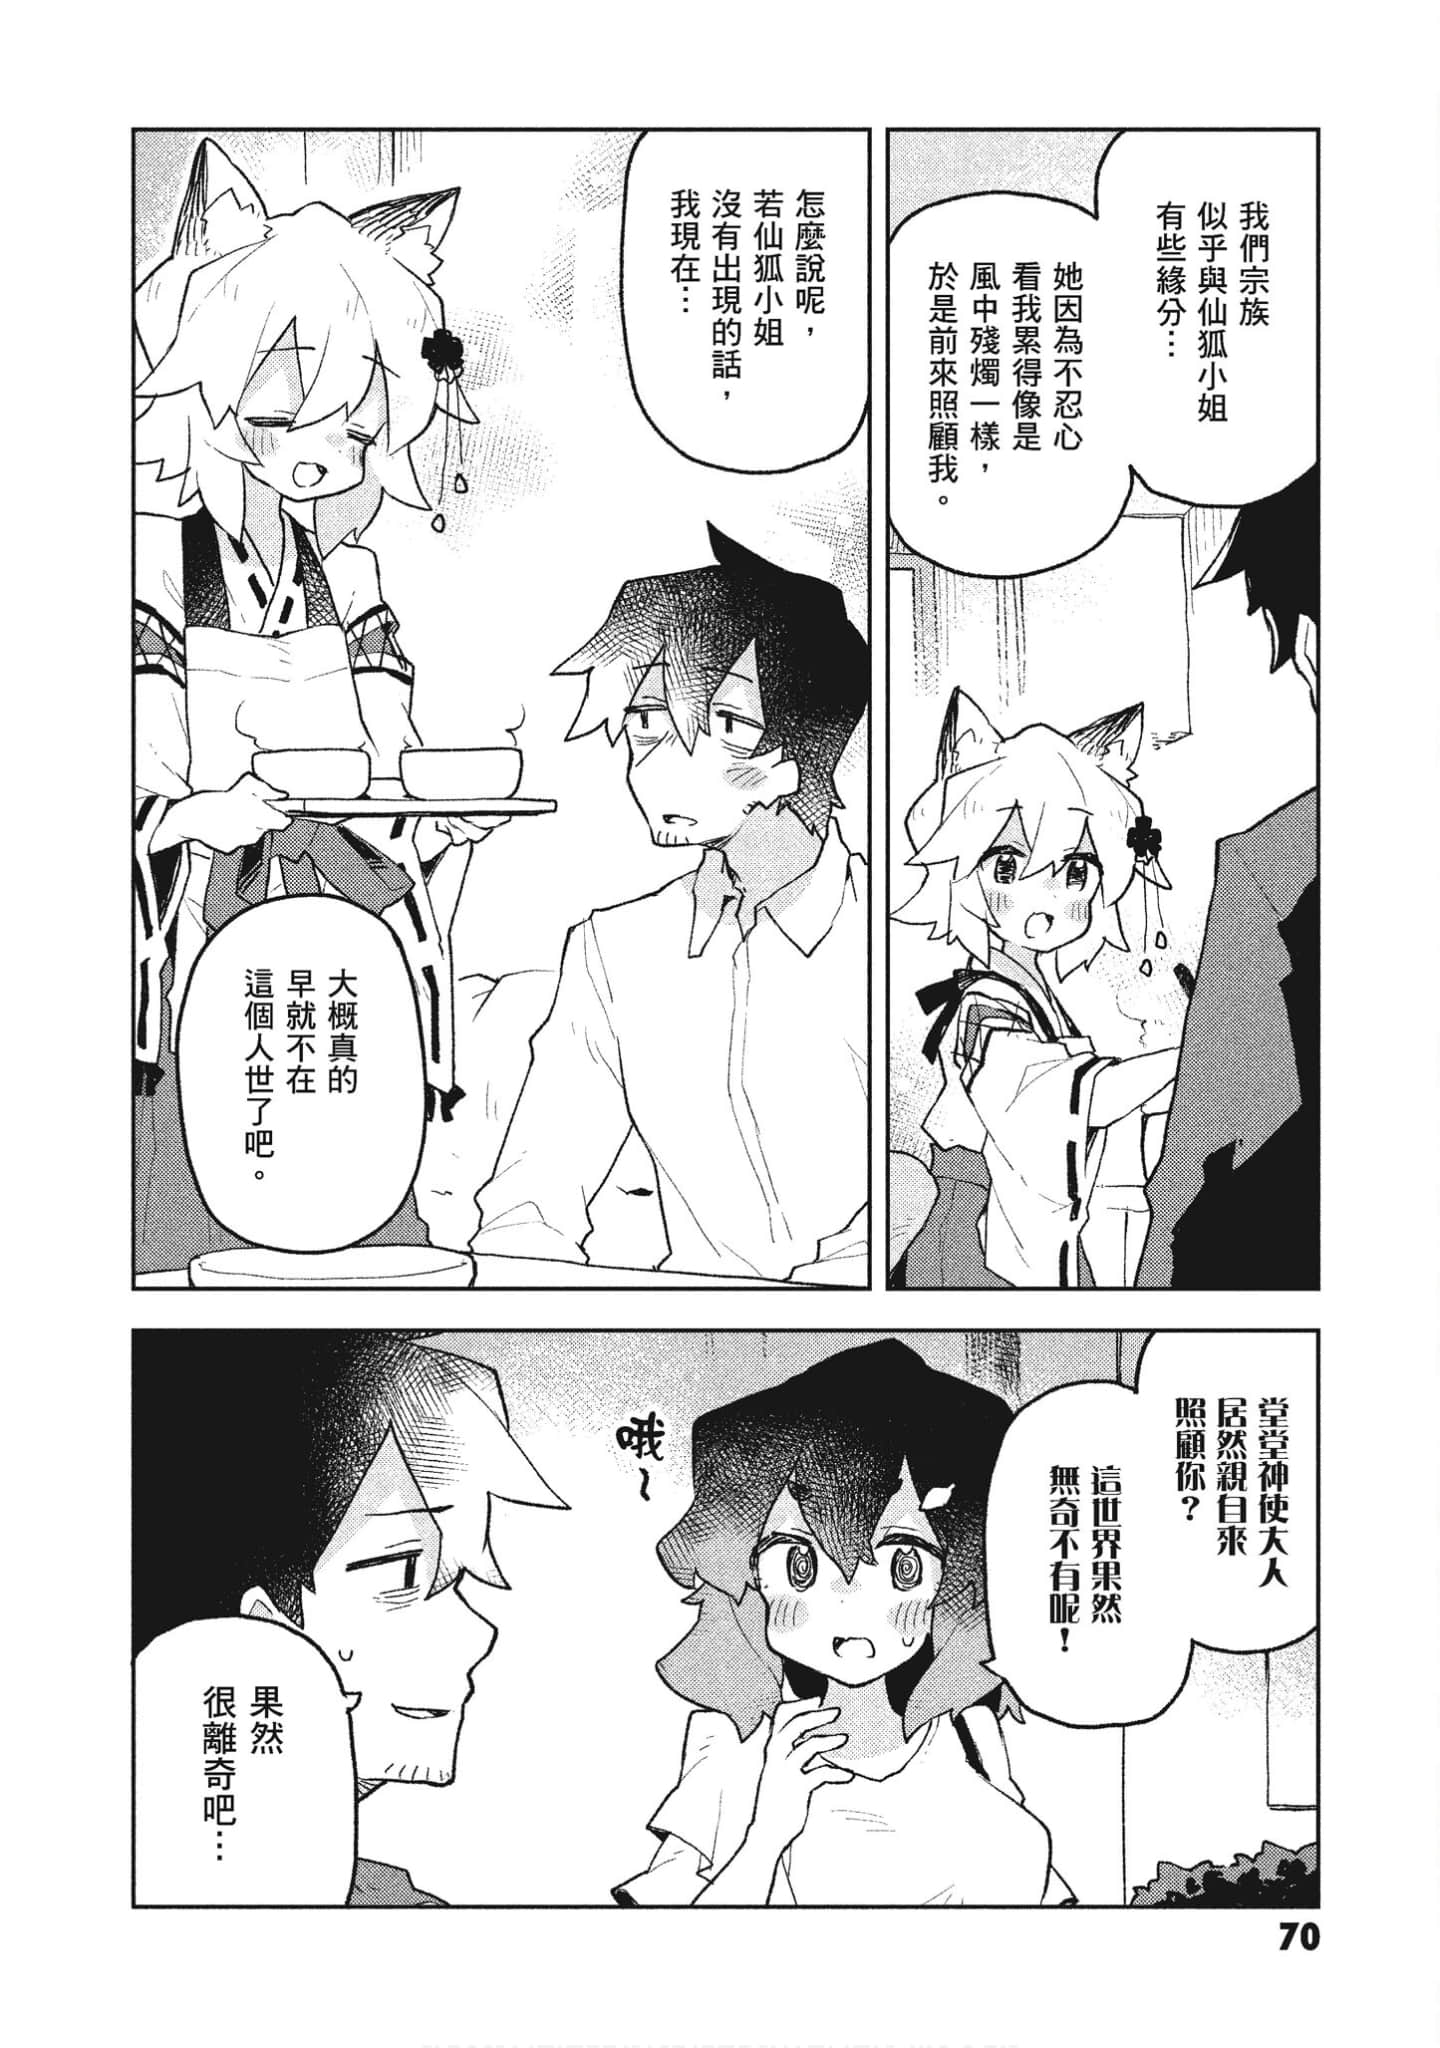 我們宗族
似乎與仙狐小姐
有些緣分…
她因為不忍心
看我累得像是
風中殘燭一樣，
於是前來照顧我。
怎麼說呢，
若仙狐小姐
沒有出現的話，
我現在…
大概真的
早就不在
這個人世了吧。
堂堂神使大人
居然親自來
照顧你？
這世界果然
無奇不有呢！
哦～
果然
很離奇吧…
70